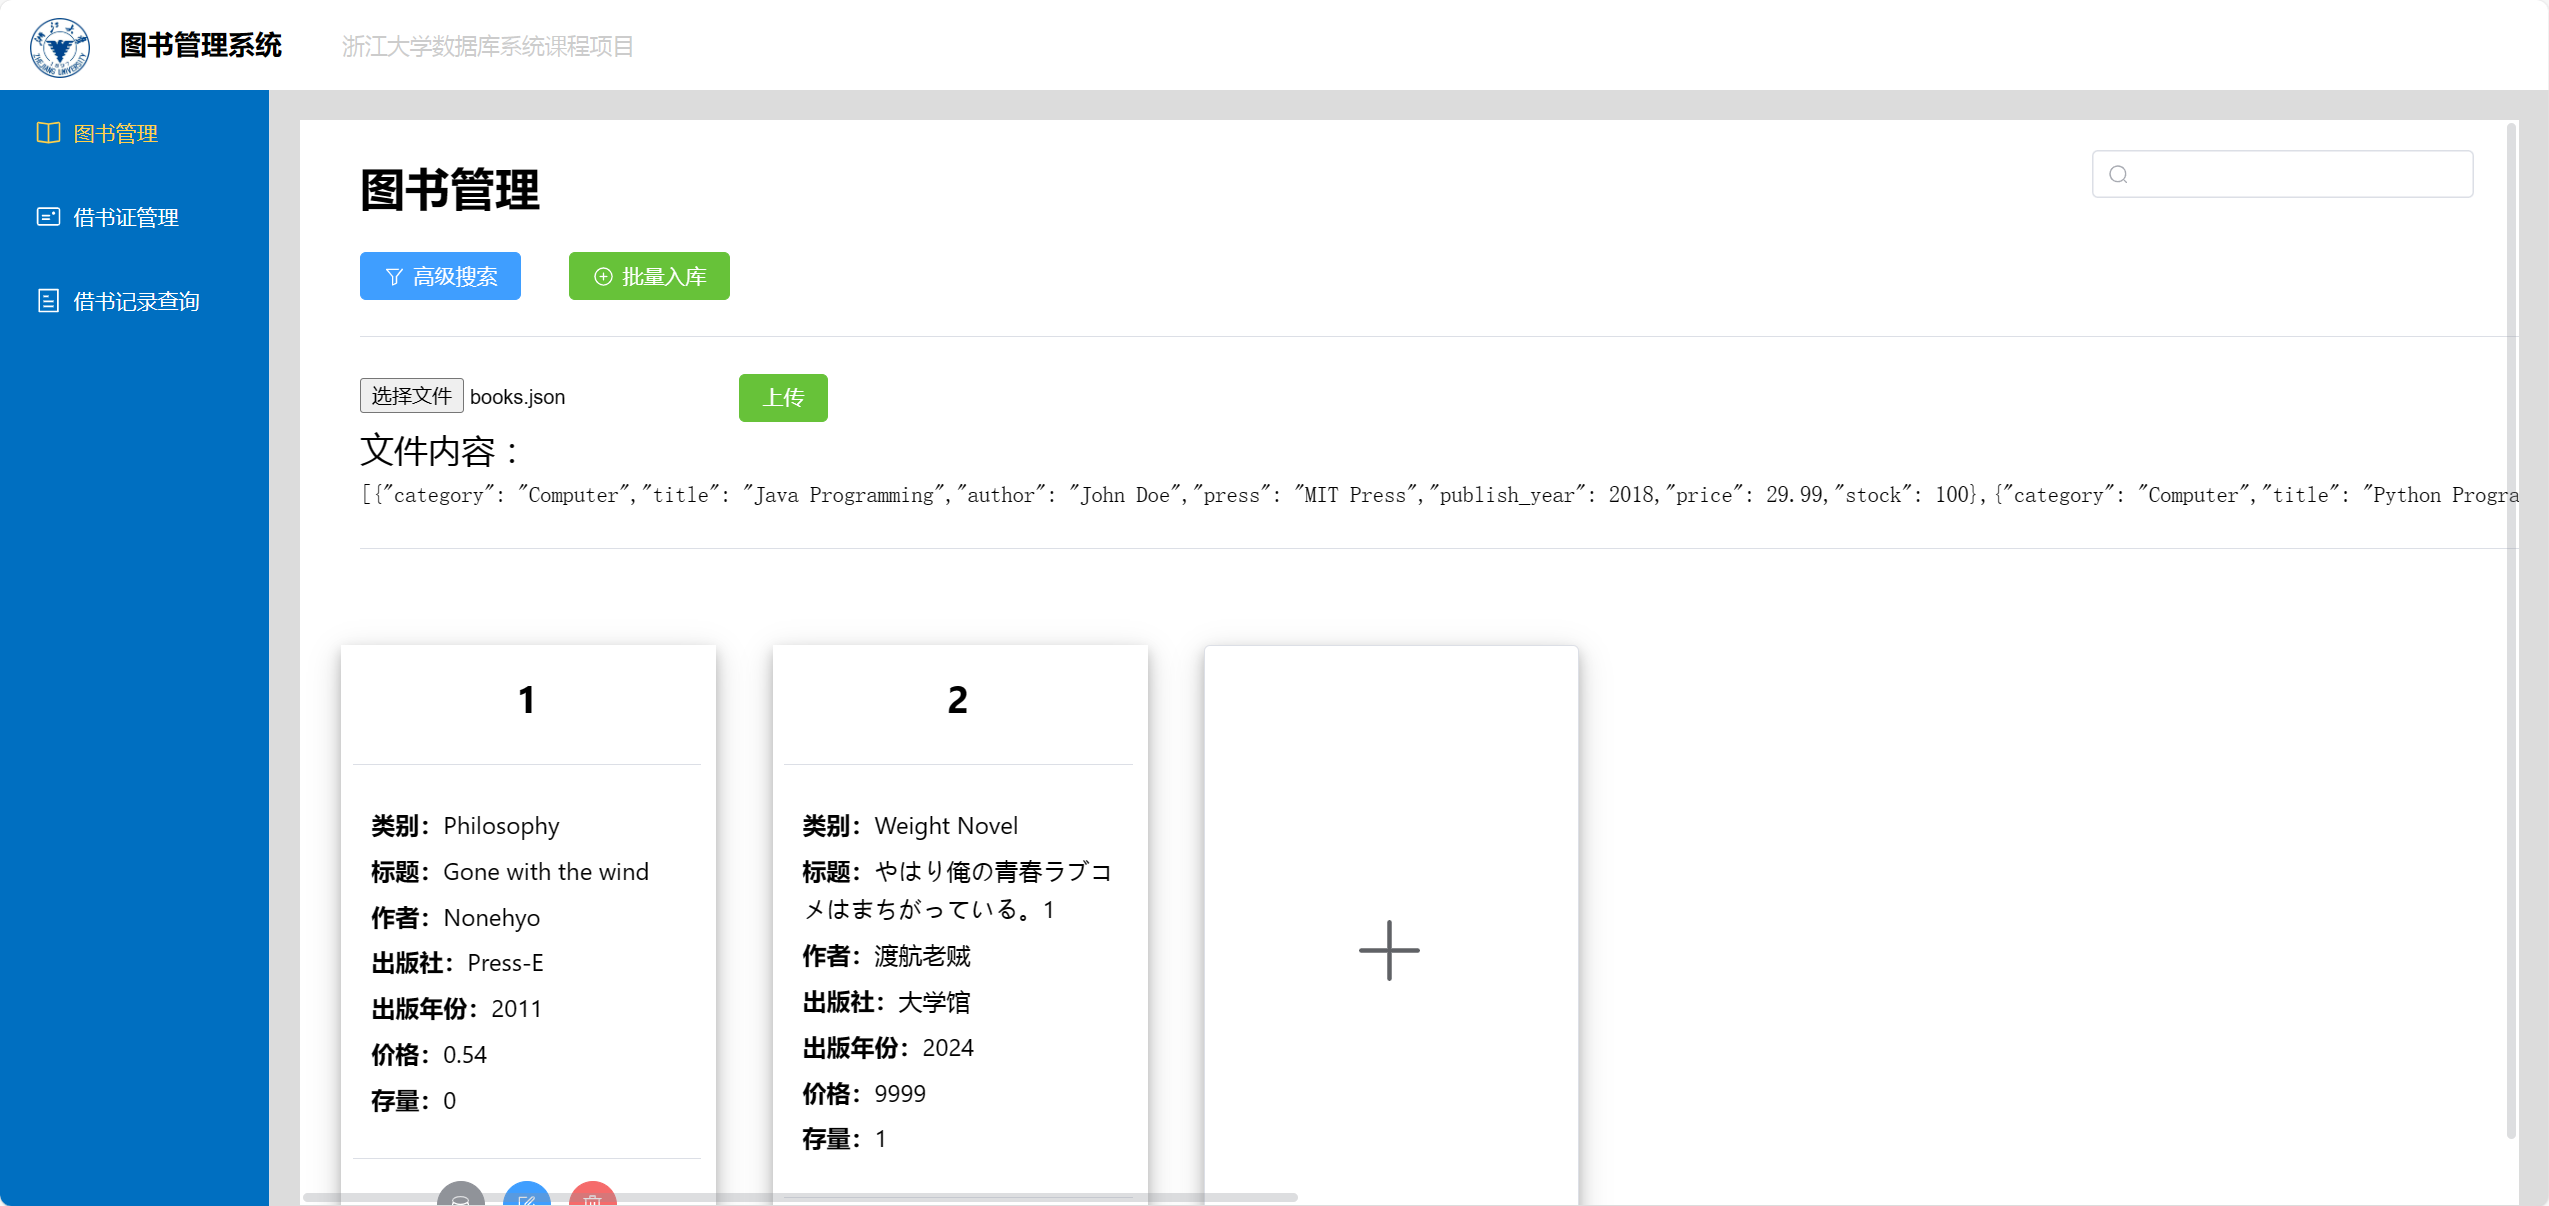 图书管理系统
浙江大学数据库系统课程项目
图书管理
借书证管理
借书记录查询
图书管理
高级搜索
批量入库
选择文件 books.json
上传
文件内容：
[{"category": "Computer","title": "Java Programming","author": "John Doe","press": "MIT Press","publish_year": 2018,"price": 29.99,"stock": 100},{"category": "Computer","title": "Python Progra
1
类别：Philosophy
标题：Gone with the wind
作者：Nonehyo
出版社：Press-E
出版年份：2011
价格：0.54
存量：0
2
类别：Weight Novel
标题：やはり俺の青春ラブコ
メはまちがっている。1
作者：渡航老贼
出版社：大学馆
出版年份：2024
价格：9999
存量：1